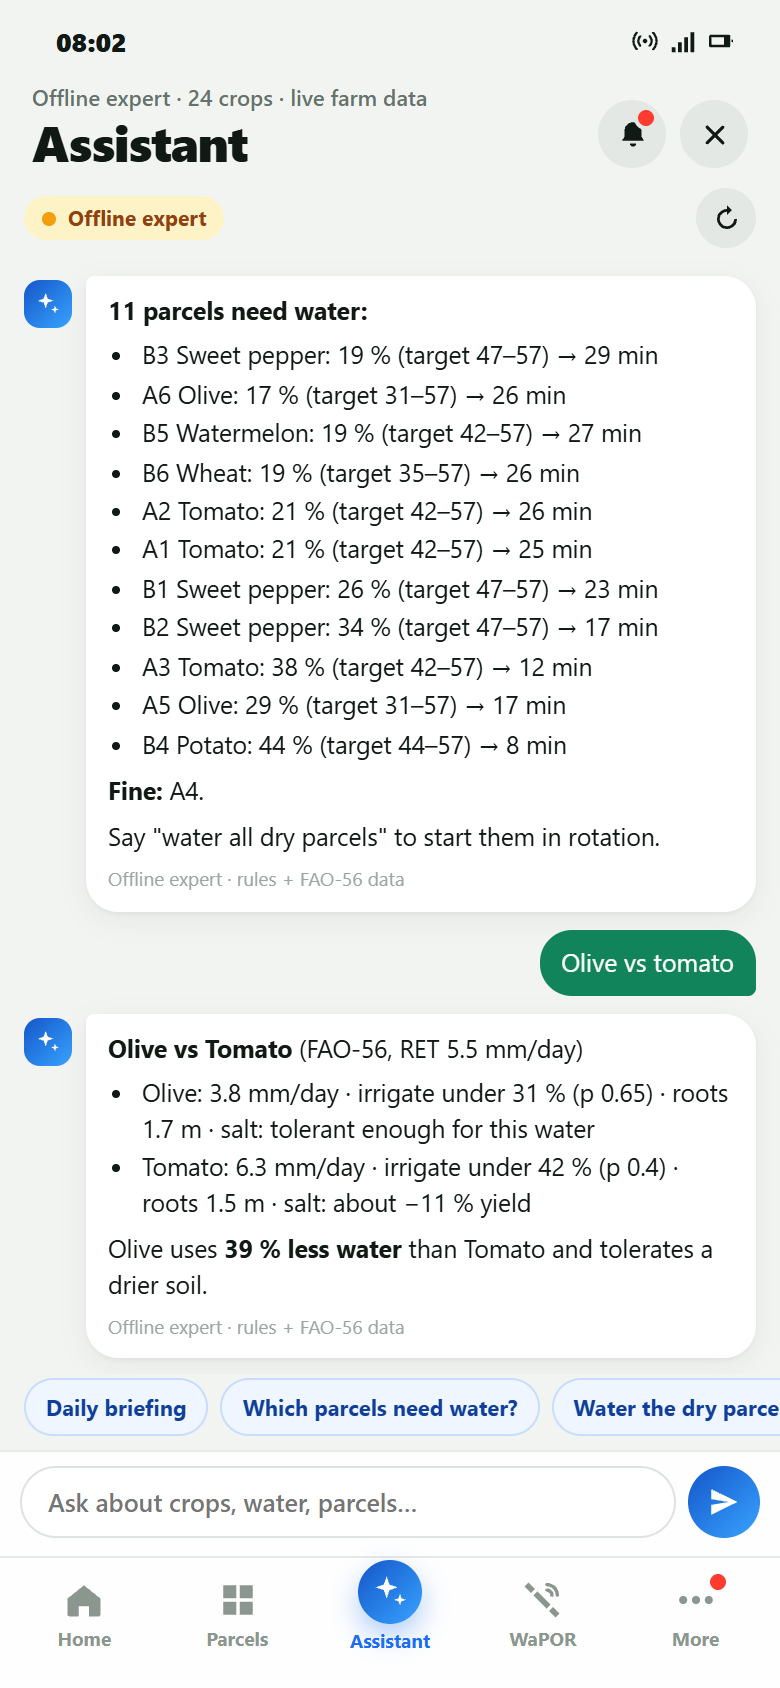 08:02
Offline expert · 24 crops · live farm data
Assistant
Offline expert
11 parcels need water:
• B3 Sweet pepper: 19 % (target 47–57) → 29 min
• A6 Olive: 17 % (target 31–57) → 26 min
• B5 Watermelon: 19 % (target 42–57) → 27 min
• B6 Wheat: 19 % (target 35–57) → 26 min
• A2 Tomato: 21 % (target 42–57) → 26 min
• A1 Tomato: 21 % (target 42–57) → 25 min
• B1 Sweet pepper: 26 % (target 47–57) → 23 min
• B2 Sweet pepper: 34 % (target 47–57) → 17 min
• A3 Tomato: 38 % (target 42–57) → 12 min
• A5 Olive: 29 % (target 31–57) → 17 min
• B4 Potato: 44 % (target 44–57) → 8 min
Fine: A4.
Say "water all dry parcels" to start them in rotation.
Offline expert · rules + FAO-56 data
Olive vs tomato
Olive vs Tomato (FAO-56, RET 5.5 mm/day)
• Olive: 3.8 mm/day · irrigate under 31 % (p 0.65) · roots
1.7 m · salt: tolerant enough for this water
• Tomato: 6.3 mm/day · irrigate under 42 % (p 0.4) ·
roots 1.5 m · salt: about −11 % yield
Olive uses 39 % less water than Tomato and tolerates a
drier soil.
Offline expert · rules + FAO-56 data
Daily briefing
Which parcels need water?
Water the dry parce
Ask about crops, water, parcels...
Home
Parcels
Assistant
WaPOR
More